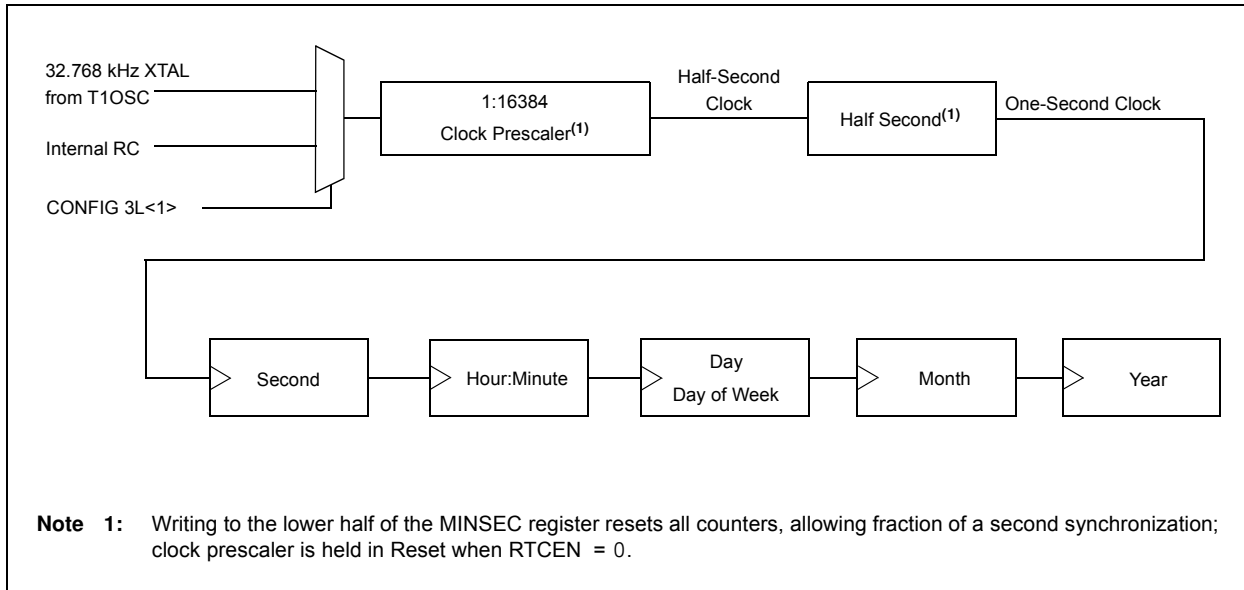 32.768 kHz XTAL
from T1OSC
Internal RC
CONFIG 3L<1>
1:16384
Clock Prescaler(1)
Half-Second
Clock
Half Second(1)
One-Second Clock
Second
Hour:Minute
Day
Day of Week
Month
Year
Note 1: Writing to the lower half of the MINSEC register resets all counters, allowing fraction of a second synchronization;
clock prescaler is held in Reset when RTCEN = 0.